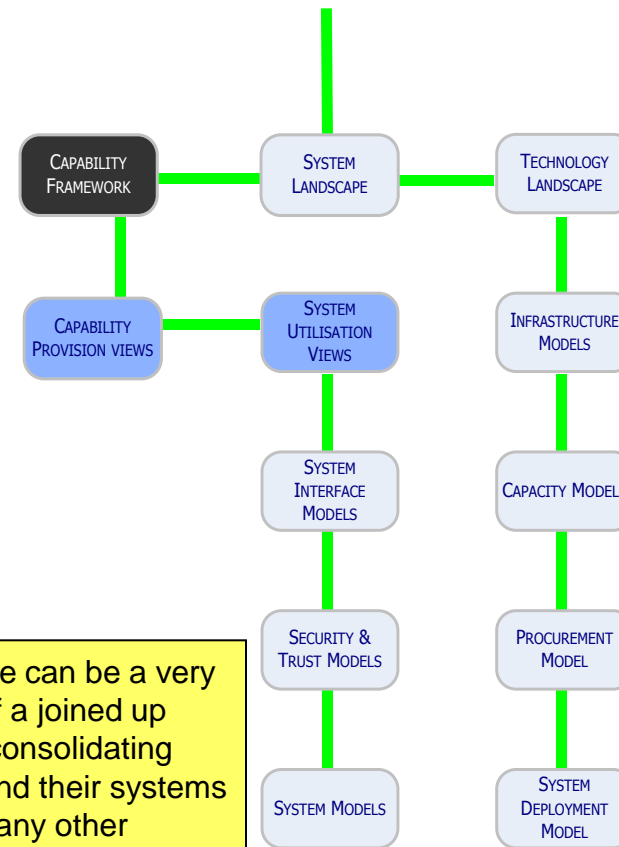 CAPABILITY
FRAMEWORK
SYSTEM
LANDSCAPE
TECHNOLOGY
LANDSCAPE
CAPABILITY
PROVISION VIEWS
SYSTEM
UTILISATION
VIEWS
INFRASTRUCTURE
MODELS
SYSTEM
INTERFACE
MODELS
CAPACITY MODEL
SECURITY &
TRUST MODELS
PROCUREMENT
MODEL
e can be a very
f a joined up
consolidating
nd their systems
any other
SYSTEM MODELS
SYSTEM
DEPLOYMENT
MODEL